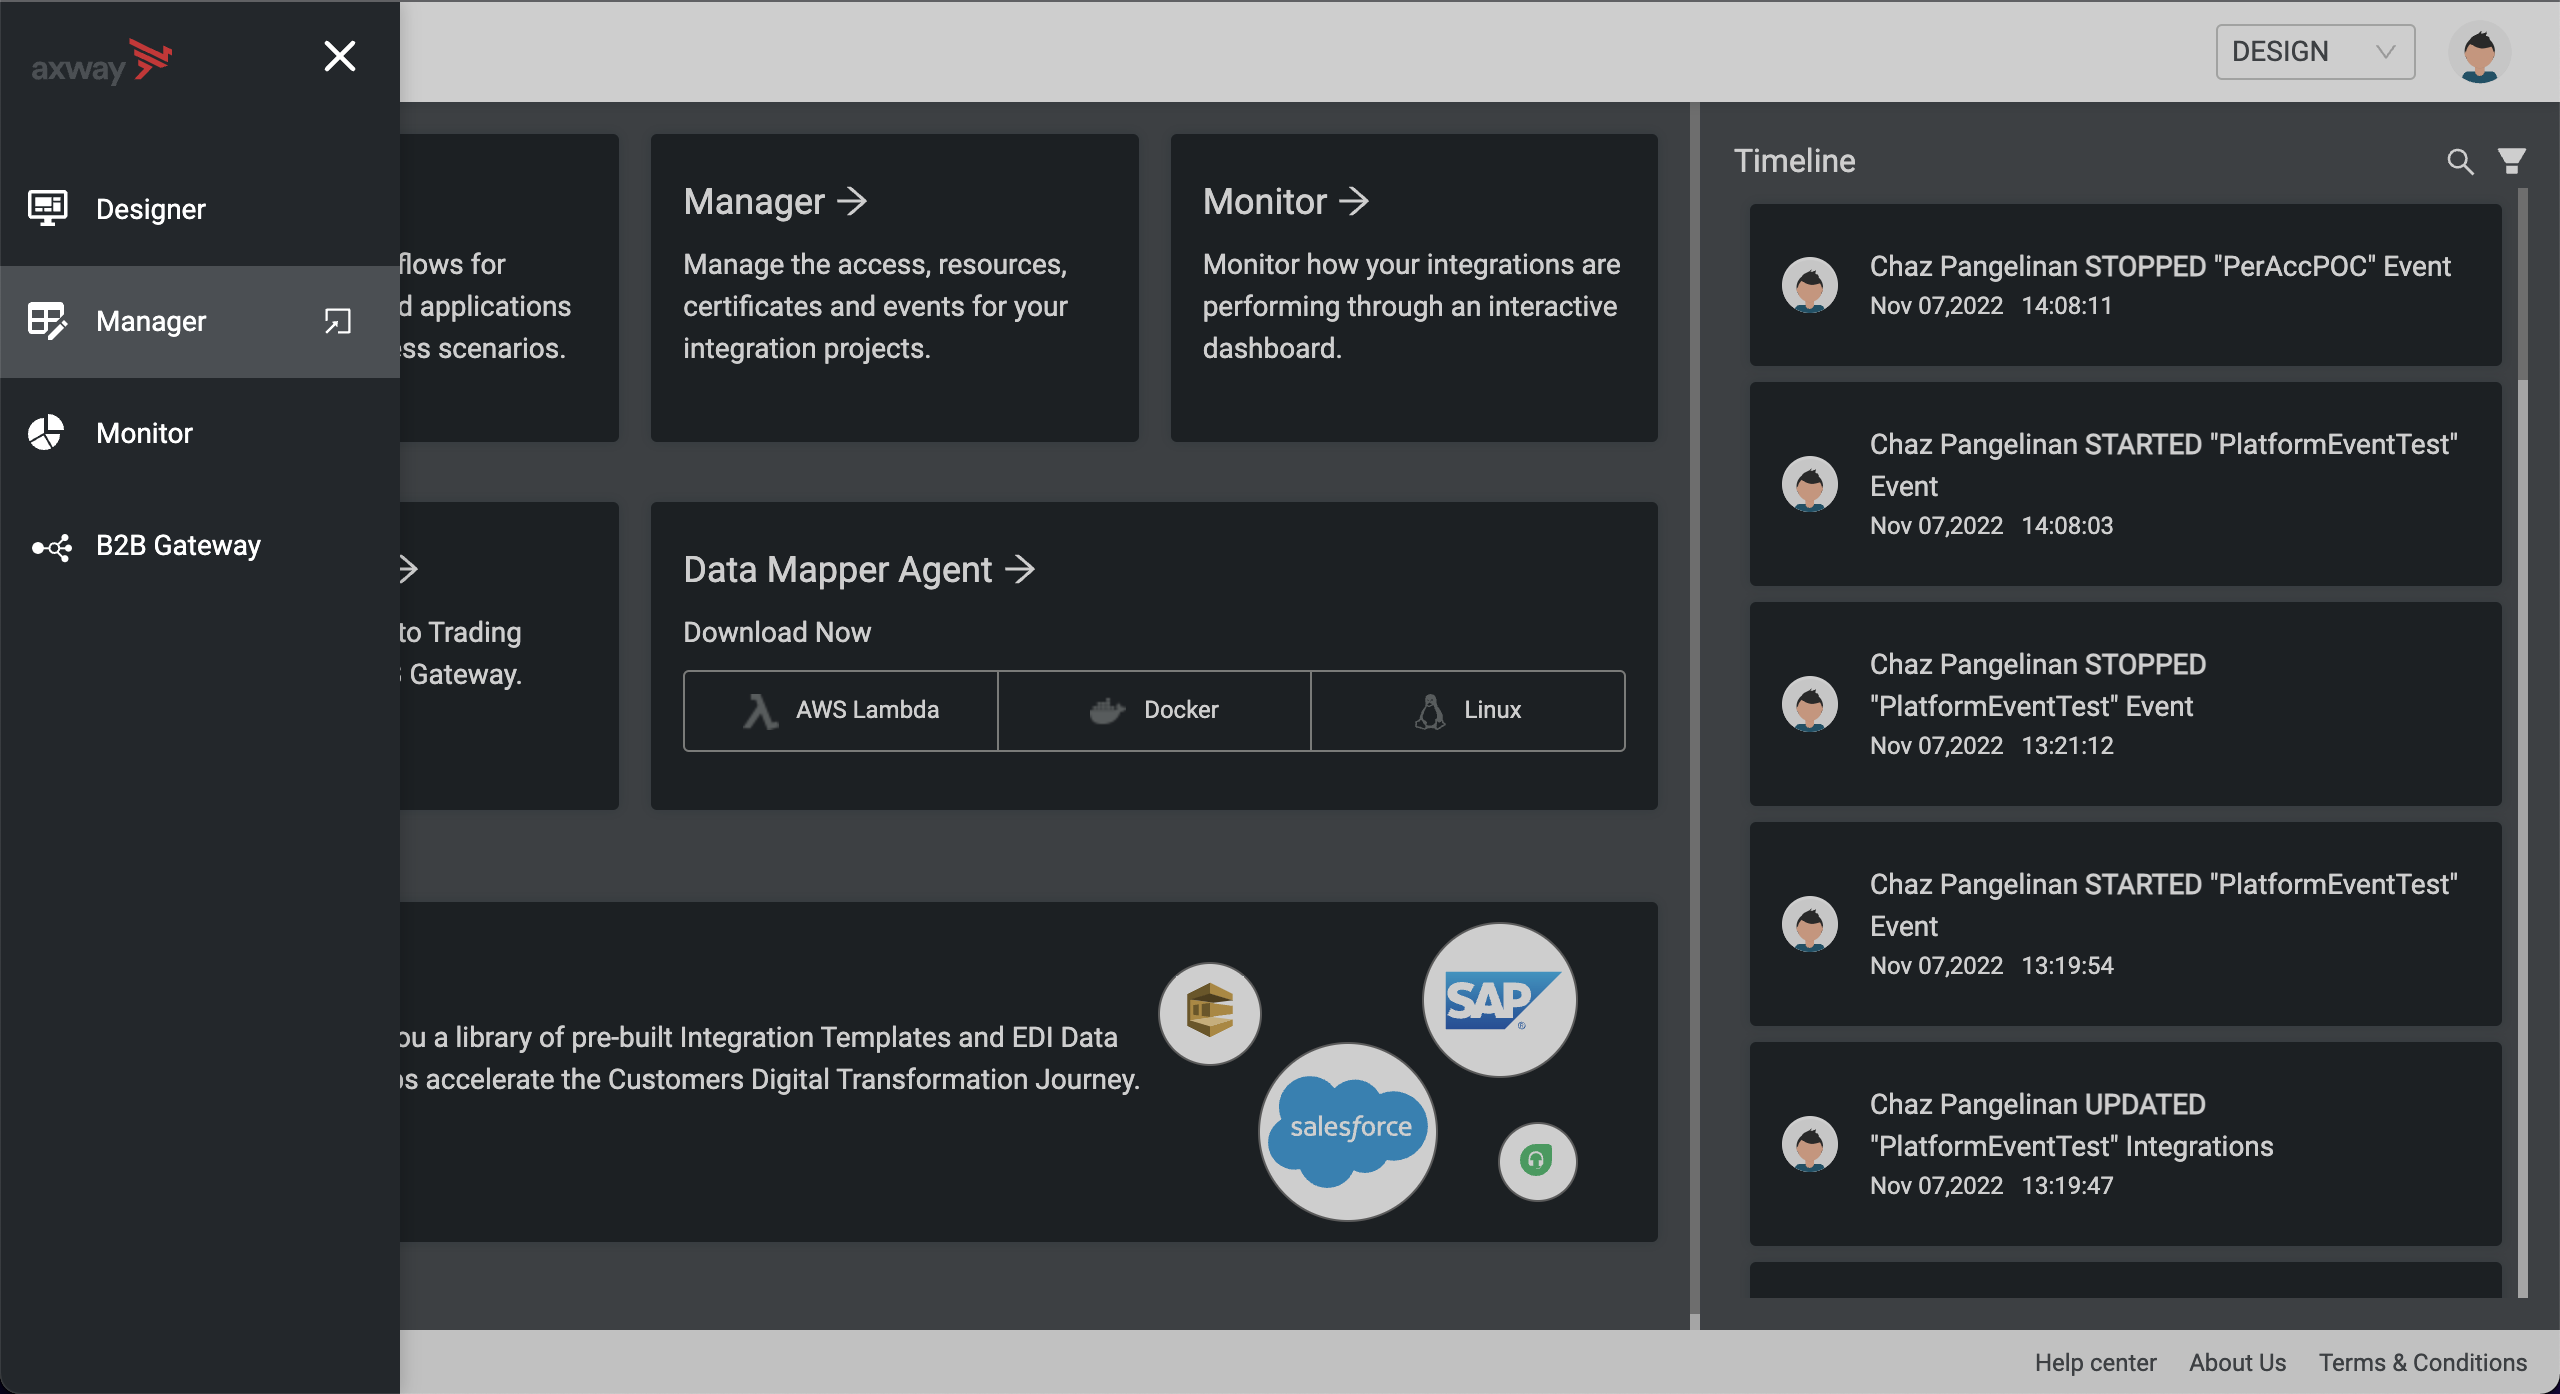 axway
Designer
Manager
Monitor
B2B Gateway
DESIGN
flows for
d applications
ess scenarios.
Manager
Manage the access, resources,
certificates and events for your
integration projects.
Monitor
Monitor how your integrations are
performing through an interactive
dashboard.
to Trading
Gateway.
Data Mapper Agent
Download Now
AWS Lambda
Docker
Linux
ou a library of pre-built Integration Templates and EDI Data
ps accelerate the Customers Digital Transformation Journey.
SAP
salesforce
Timeline
Chaz Pangelinan STOPPED "PerAccPOC" Event
Nov 07,2022 14:08:11
Chaz Pangelinan STARTED "PlatformEventTest"
Event
Nov 07,2022 14:08:03
Chaz Pangelinan STOPPED
"PlatformEventTest" Event
Nov 07,2022 13:21:12
Chaz Pangelinan STARTED "PlatformEventTest"
Event
Nov 07,2022 13:19:54
Chaz Pangelinan UPDATED
"PlatformEventTest" Integrations
Nov 07,2022 13:19:47
Help center About Us Terms & Conditions